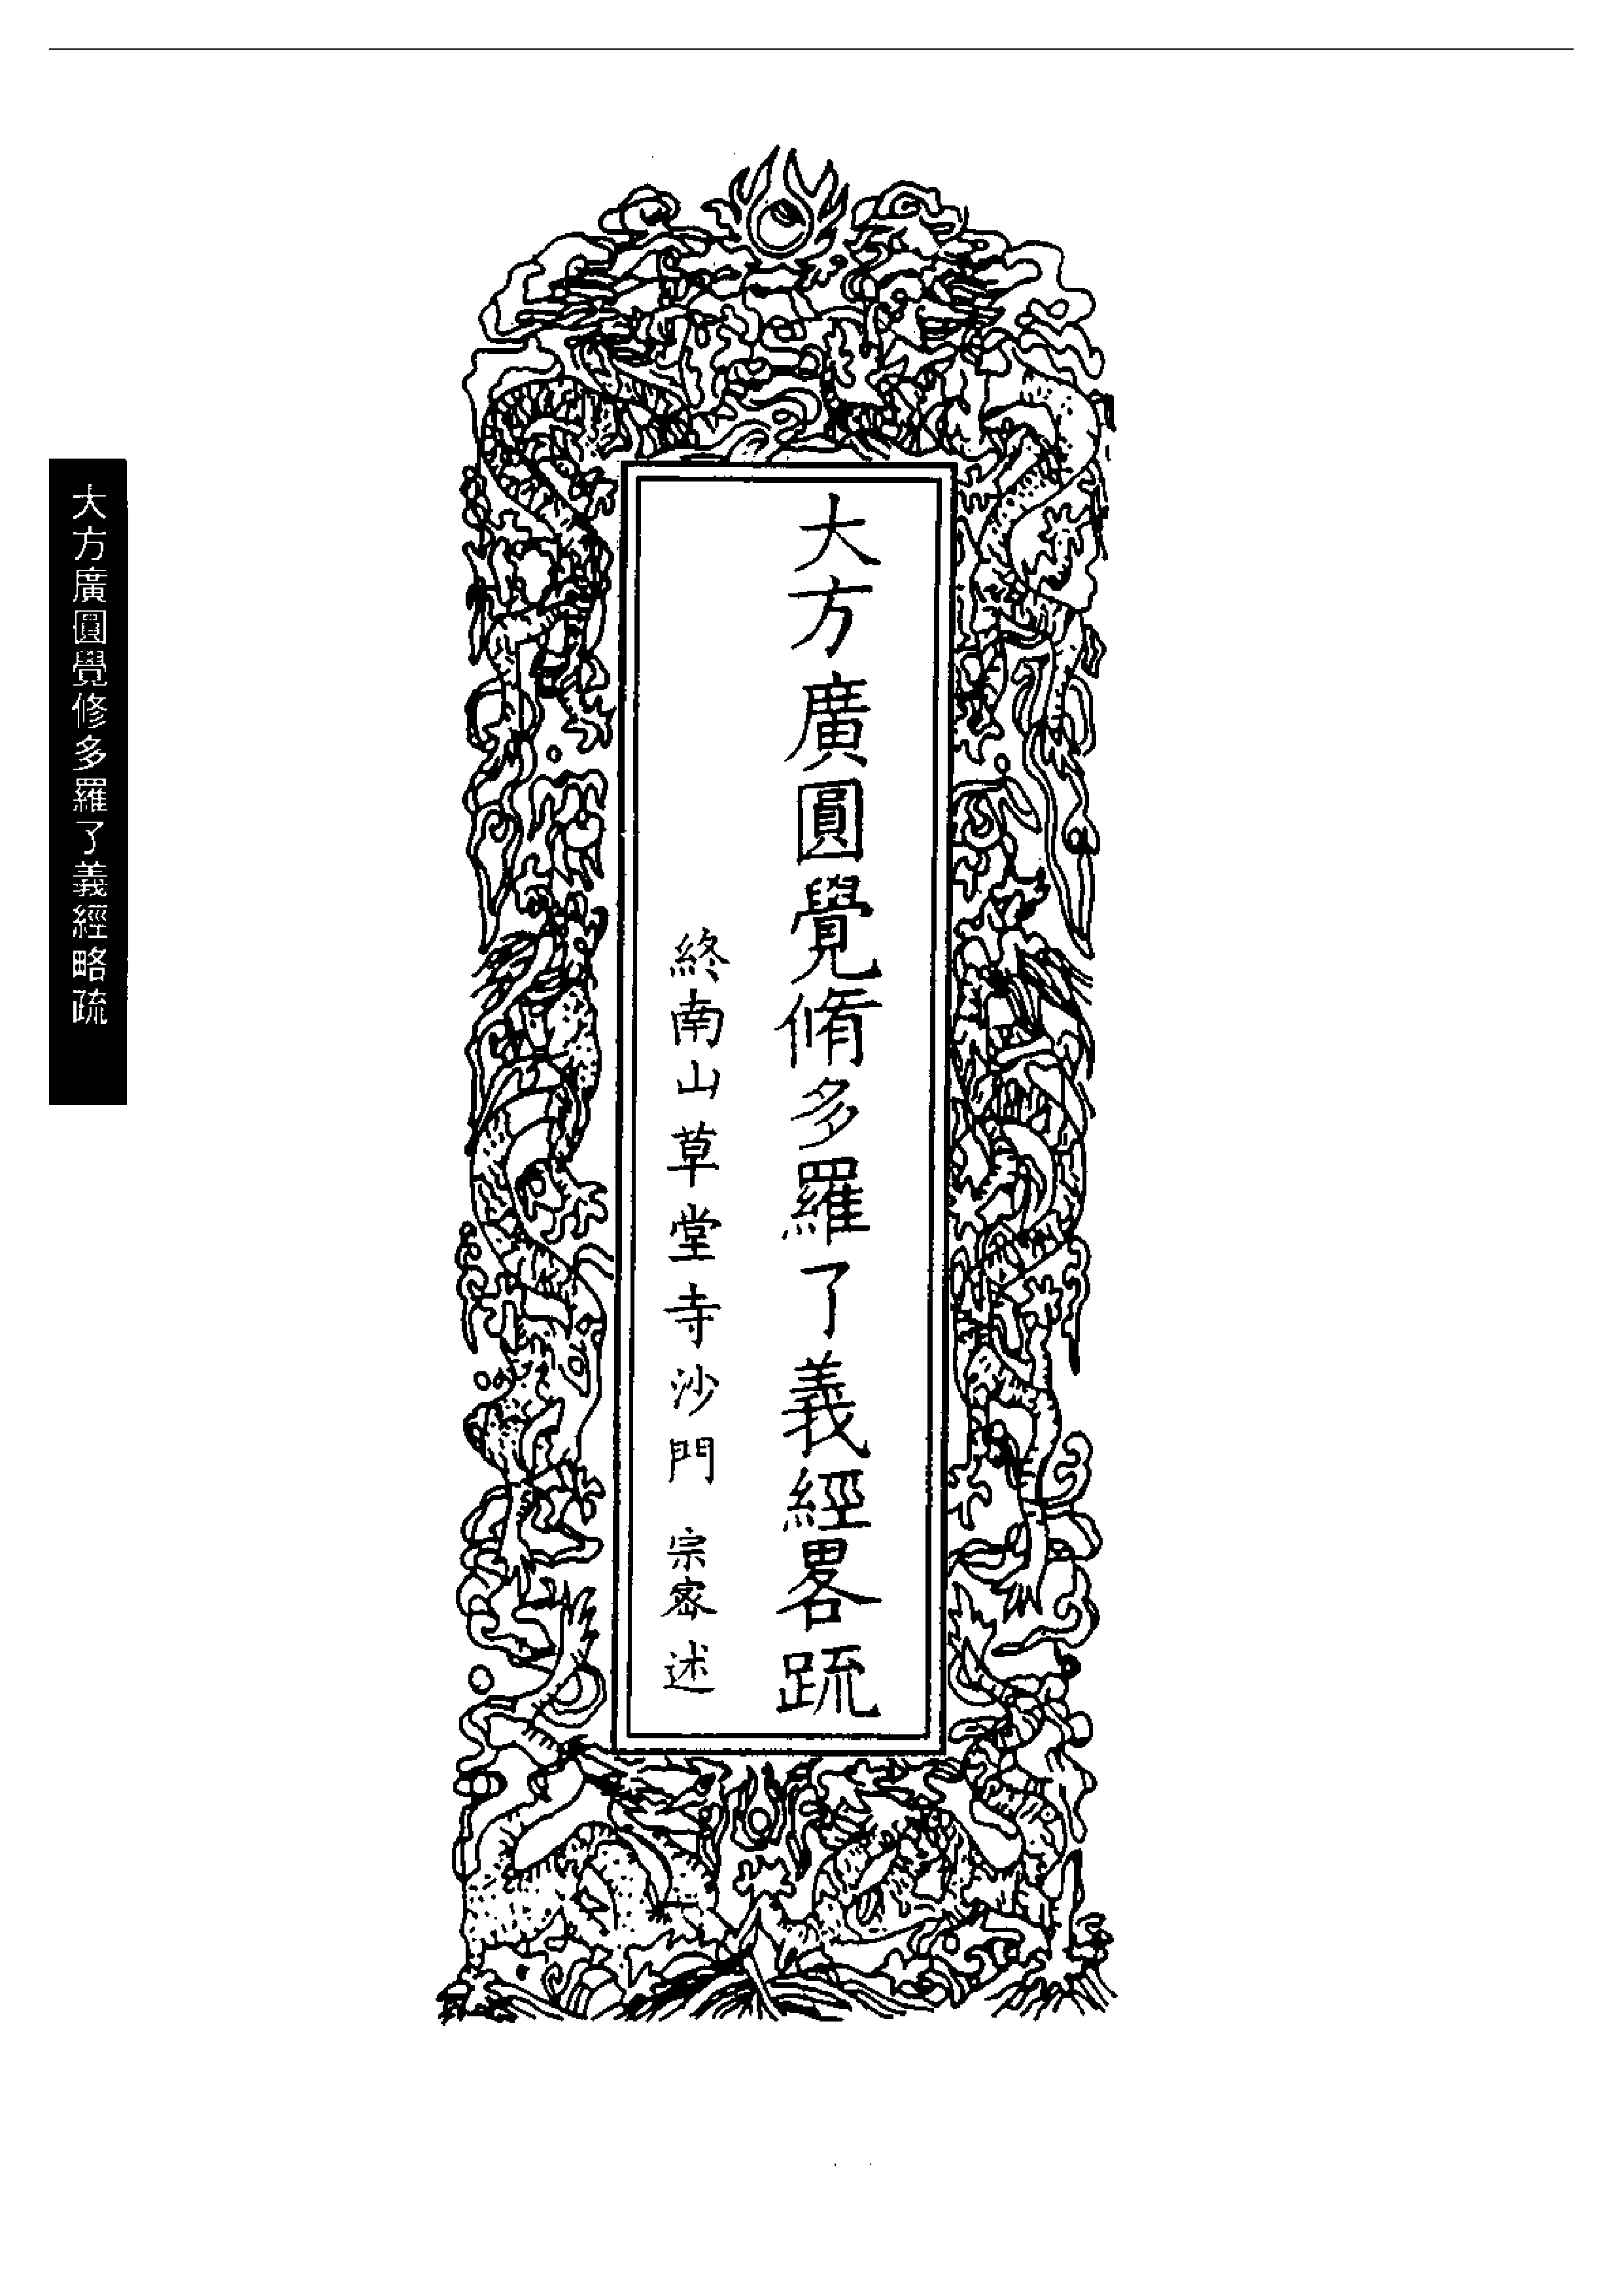 大方廣圓覺脩多羅了義經畧疏
終南山草堂寺沙門 宗密 述
大方廣圓覺修多羅了義經略疏